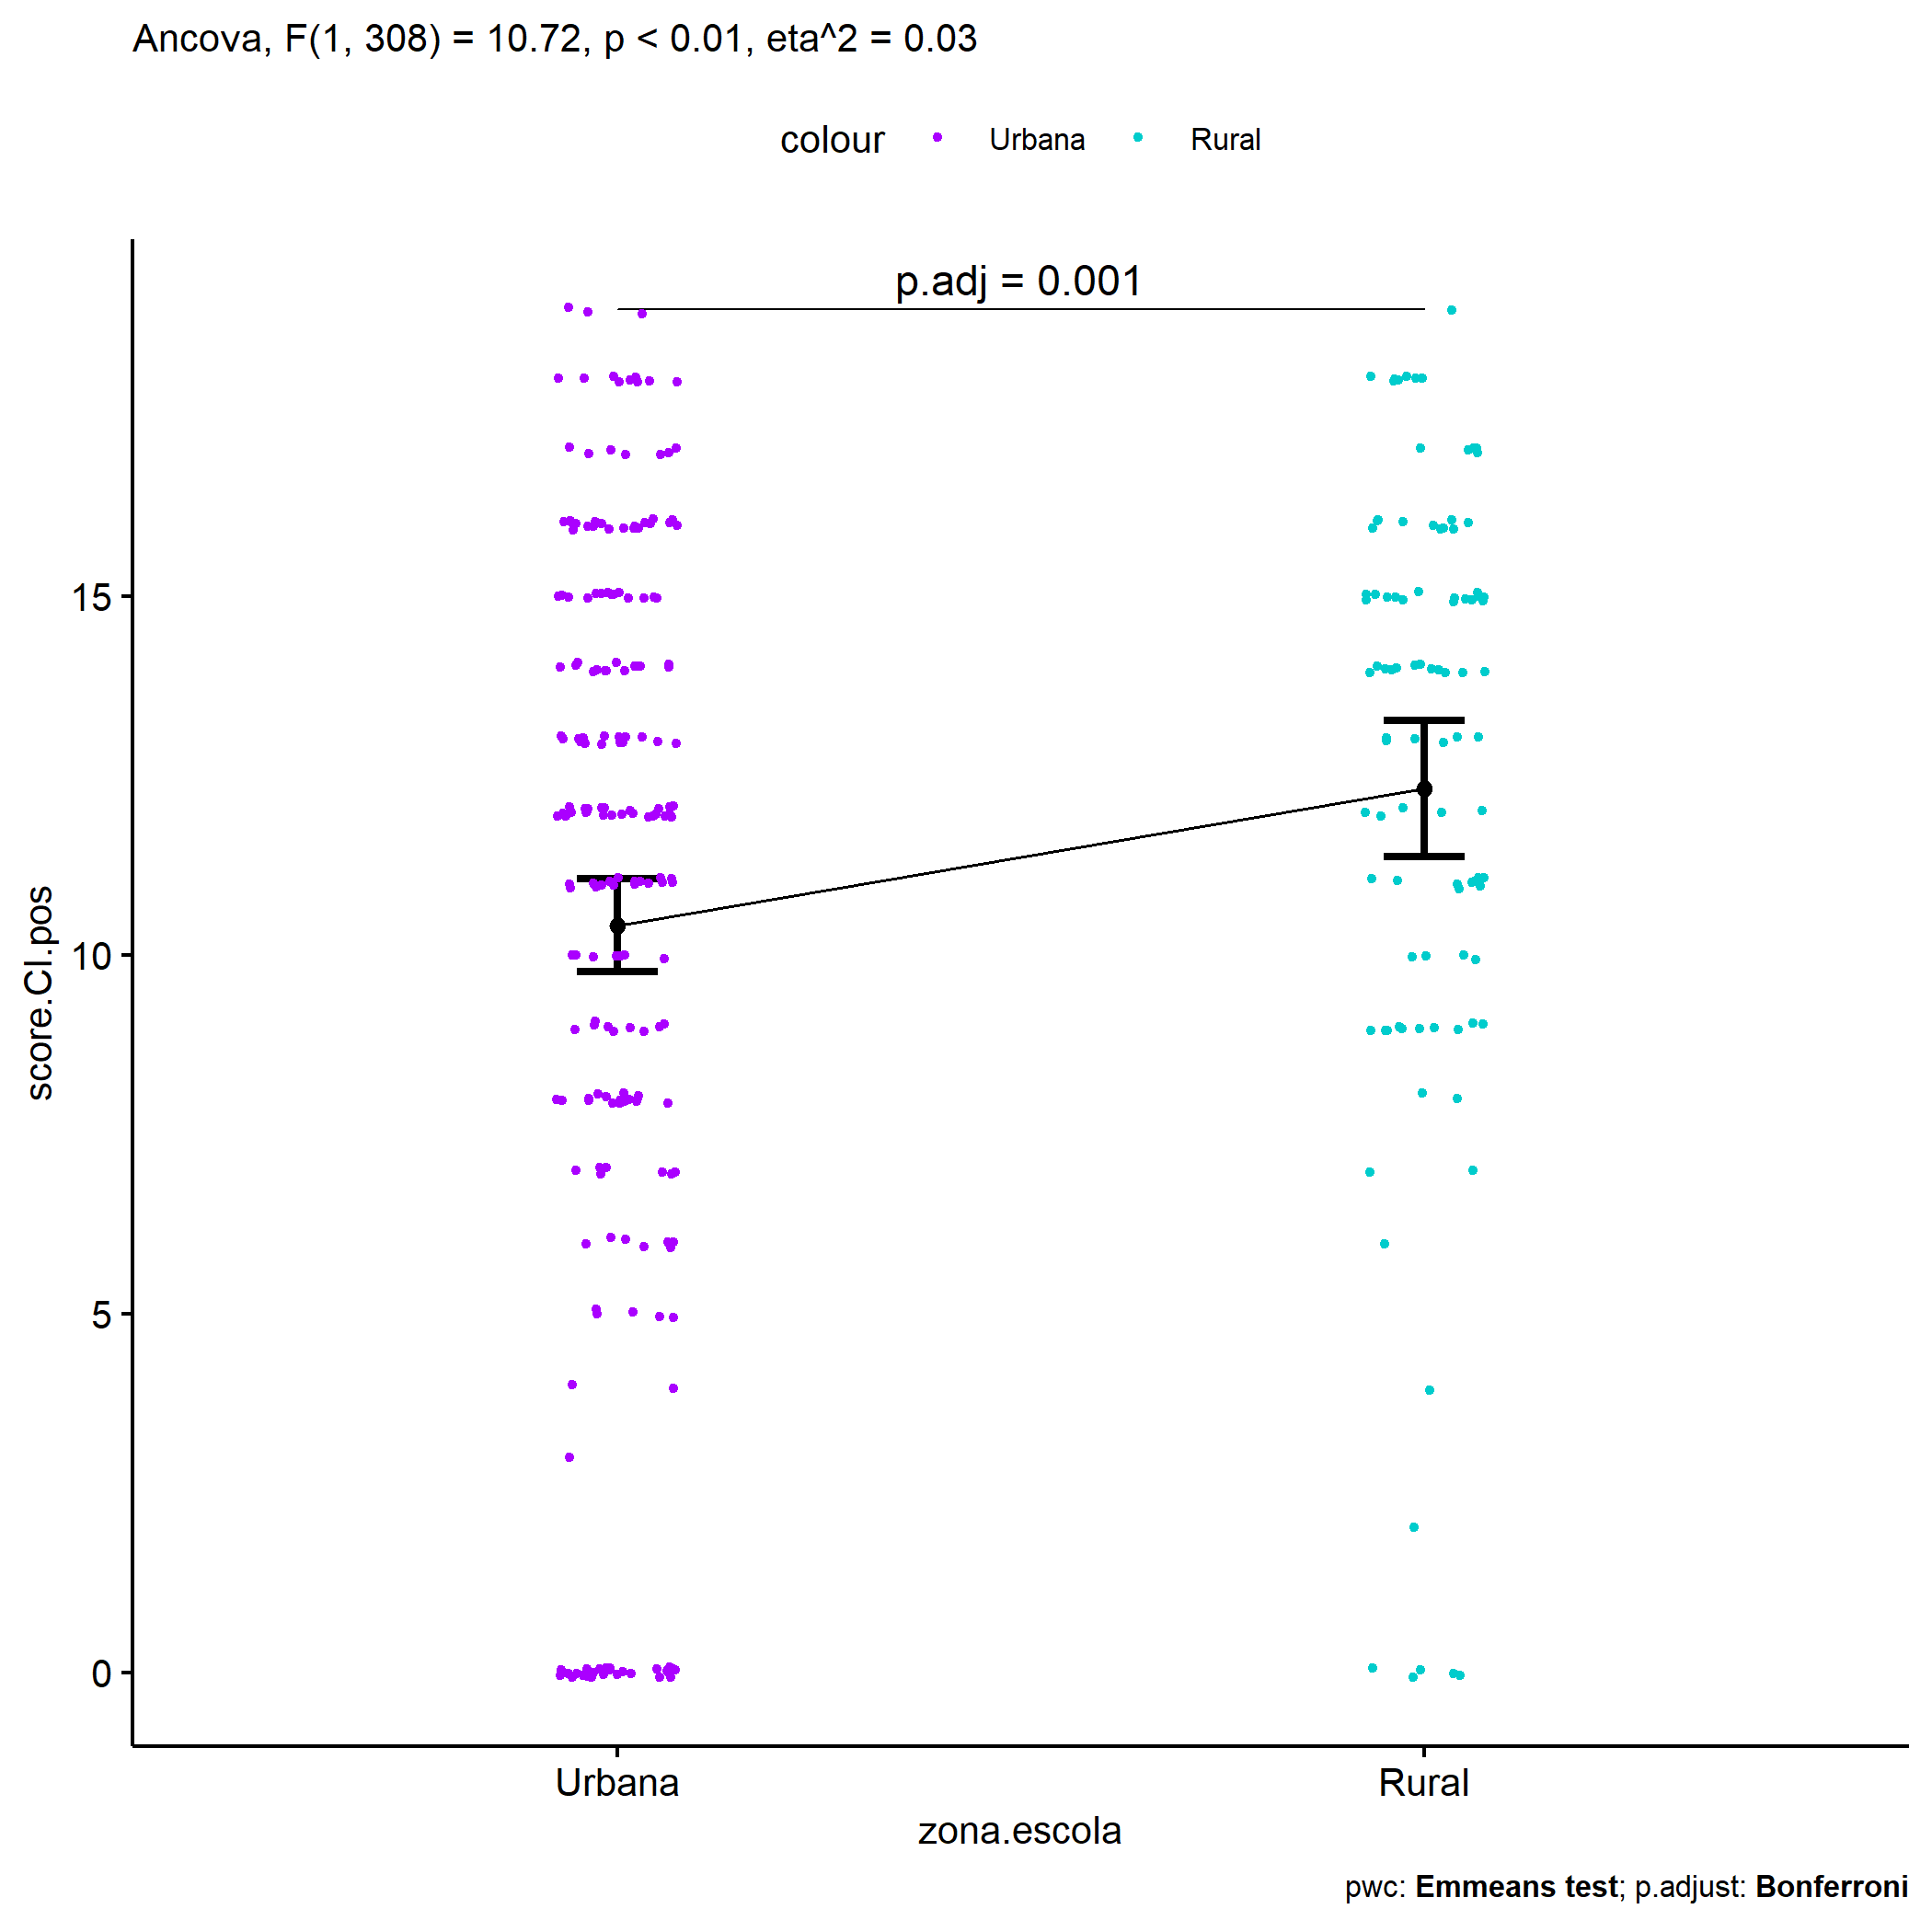 Ancova, F(1, 308) = 10.72, p < 0.01, eta^2 = 0.03
colour Urbana Rural
p.adj = 0.001
15
10
5
0
score.CI.pos
Urbana Rural
zona.escola
pwc: Emmeans test; p.adjust: Bonferroni